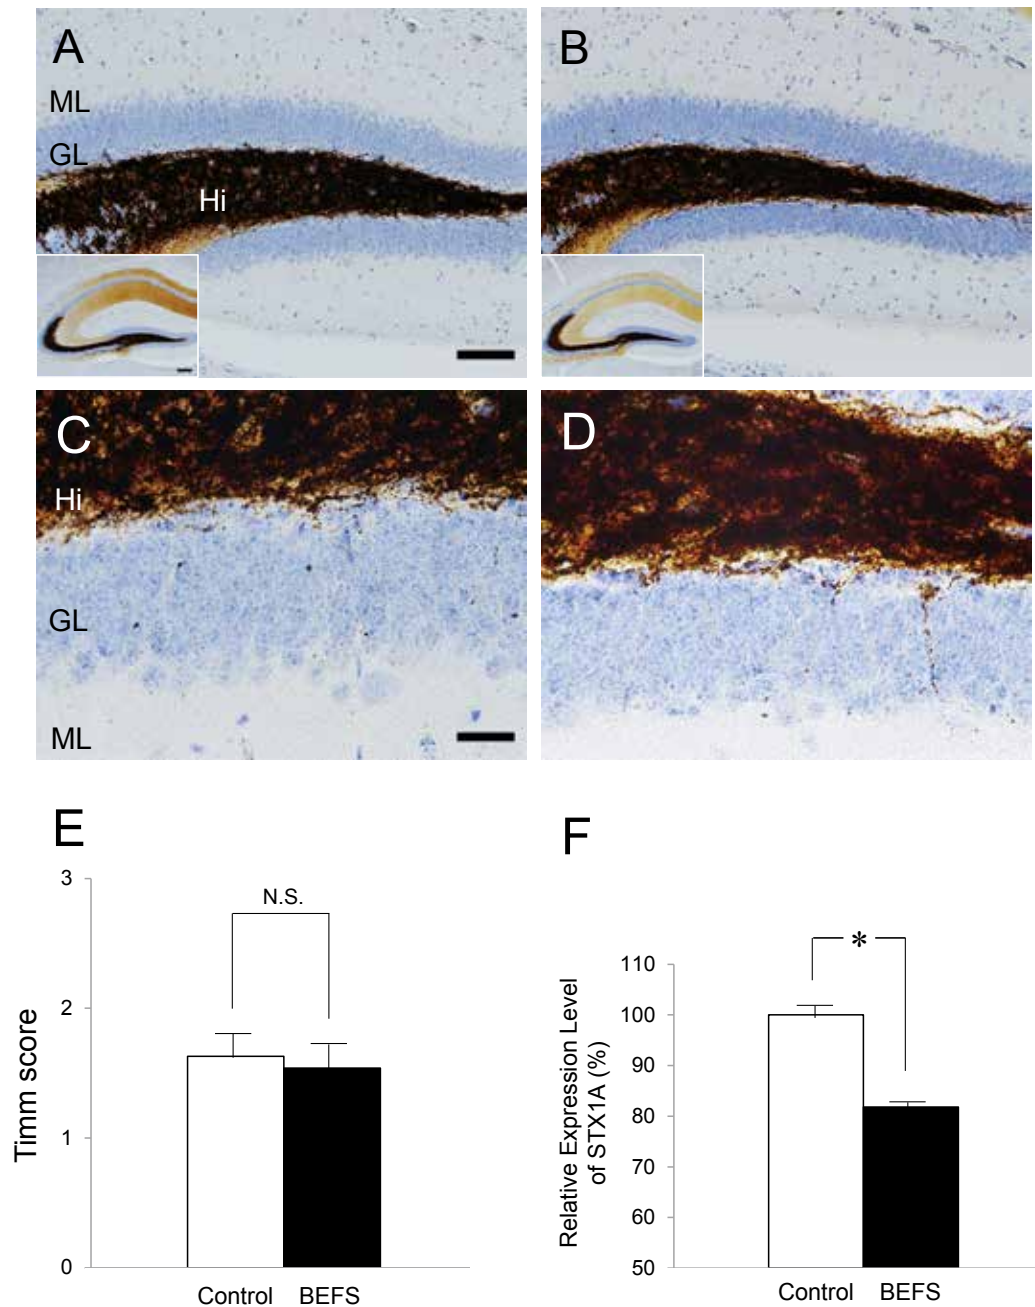 A
B
ML
GL
Hi
C
D
Hi
GL
ML
E
F
3
N.S.
2
1
0
Timm score
Control BEFS
*
110
100
90
80
70
60
50
Relative Expression Level
of STX1A (%)
Control BEFS